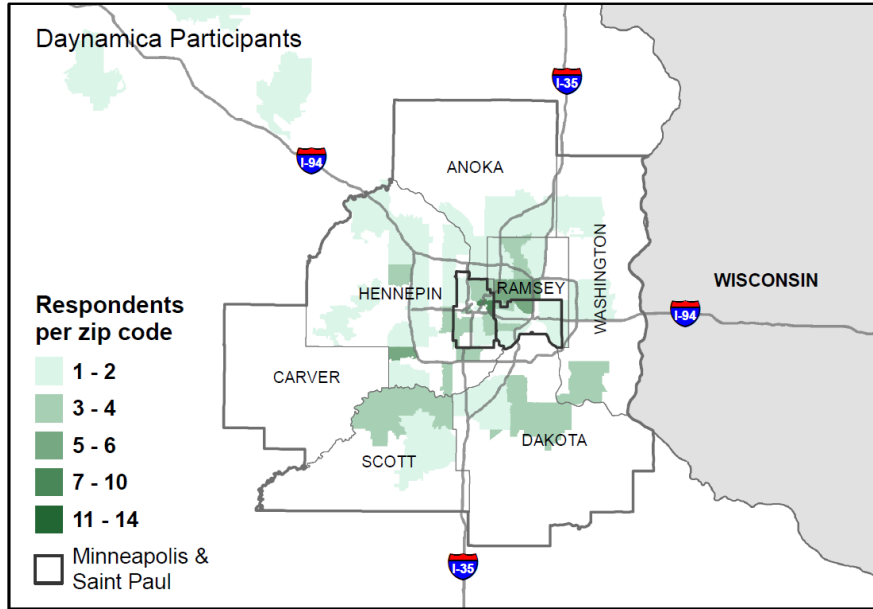 Daynamica Participants
I-35
I-94
ANOKA
WASHINGTON
WISCONSIN
HENNEPIN
RAMSEY
I-94
Respondents
per zip code
1 - 2
3 - 4
5 - 6
7 - 10
11 - 14
Minneapolis &
Saint Paul
CARVER
SCOTT
DAKOTA
I-35